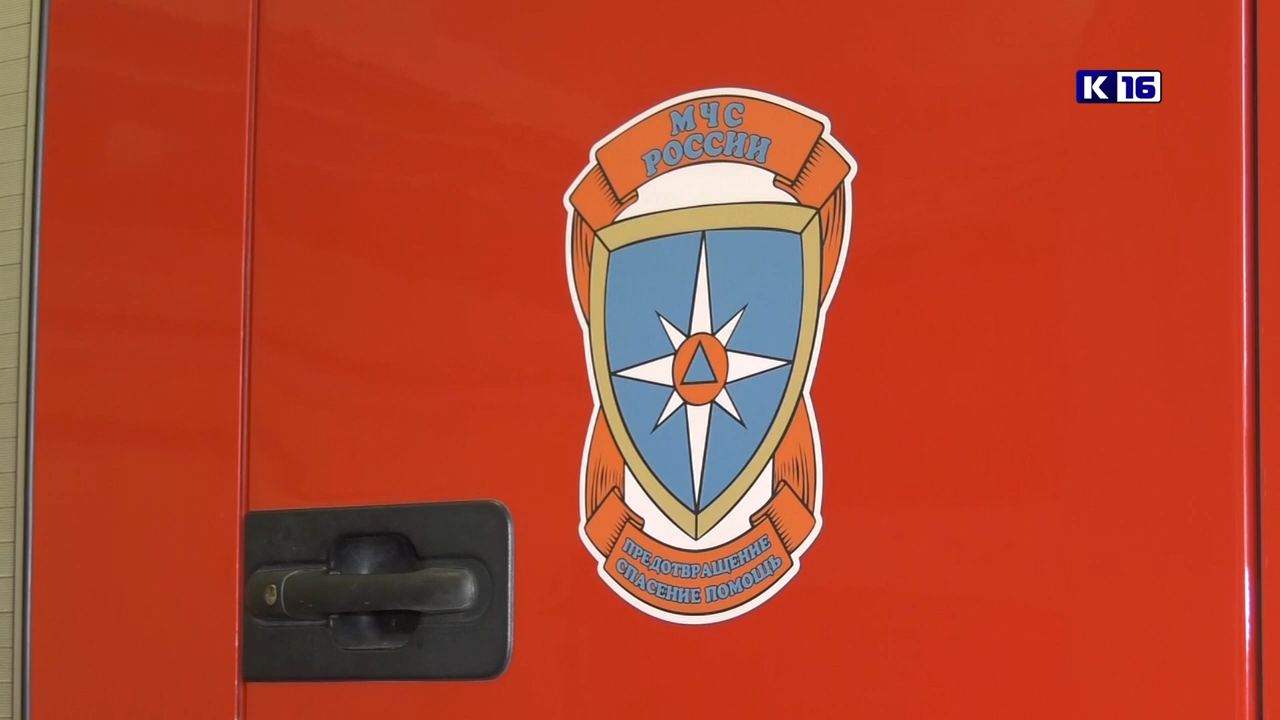 К 16
МЧС
РОССИИ
ПРЕДОТВРАЩЕНИЕ
СПАСЕНИЕ ПОМОЩЬ